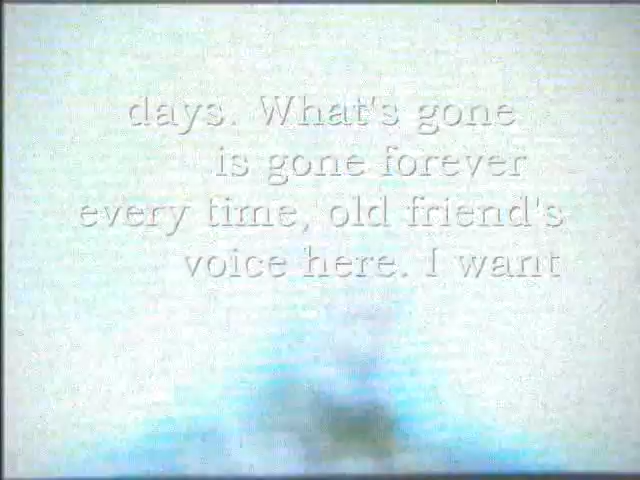 days. What's gone
is gone forever
every time, old friend's
voice here. I want